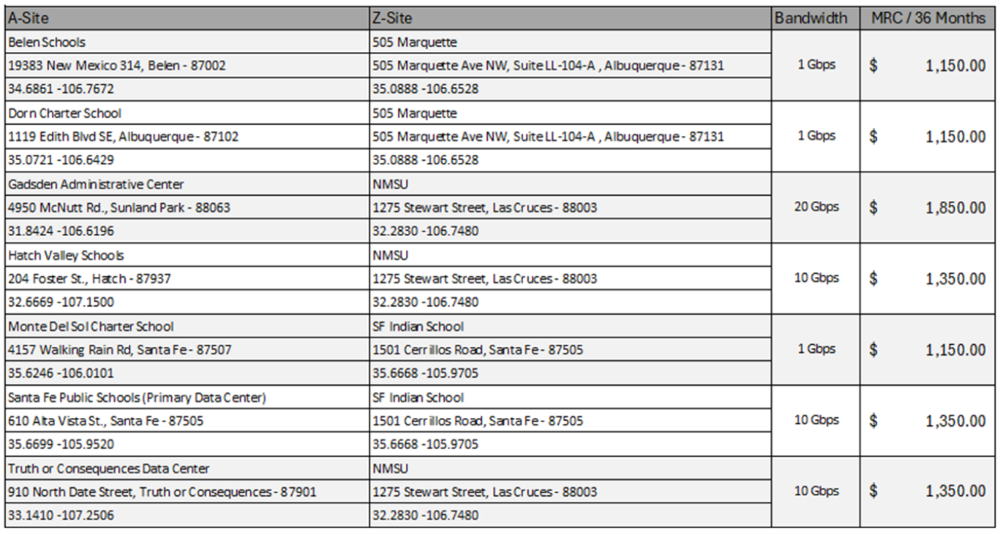 A-Site Z-Site Bandwidth MRC / 36 Months
Belen Schools 505 Marquette
19383 New Mexico 314, Belen - 87002 505 Marquette Ave NW, Suite LL-104-A , Albuquerque - 87131 1 Gbps $ 1,150.00
34.6861 -106.7672 35.0888 -106.6528
Dorn Charter School 505 Marquette
1119 Edith Blvd SE, Albuquerque - 87102 505 Marquette Ave NW, Suite LL-104-A , Albuquerque - 87131 1 Gbps $ 1,150.00
35.0721 -106.6429 35.0888 -106.6528
Gadsden Administrative Center NMSU
4950 McNutt Rd., Sunland Park - 88063 1275 Stewart Street, Las Cruces - 88003 20 Gbps $ 1,850.00
31.8424 -106.6196 32.2830 -106.7480
Hatch Valley Schools NMSU
204 Foster St., Hatch - 87937 1275 Stewart Street, Las Cruces - 88003 10 Gbps $ 1,350.00
32.6669 -107.1500 32.2830 -106.7480
Monte Del Sol Charter School SF Indian School
4157 Walking Rain Rd, Santa Fe - 87507 1501 Cerrillos Road, Santa Fe - 87505 1 Gbps $ 1,150.00
35.6246 -106.0101 35.6668 -105.9705
Santa Fe Public Schools (Primary Data Center) SF Indian School
610 Alta Vista St., Santa Fe - 87505 1501 Cerrillos Road, Santa Fe - 87505 10 Gbps $ 1,350.00
35.6699 -105.9520 35.6668 -105.9705
Truth or Consequences Data Center NMSU
910 North Date Street, Truth or Consequences - 87901 1275 Stewart Street, Las Cruces - 88003 10 Gbps $ 1,350.00
33.1410 -107.2506 32.2830 -106.7480